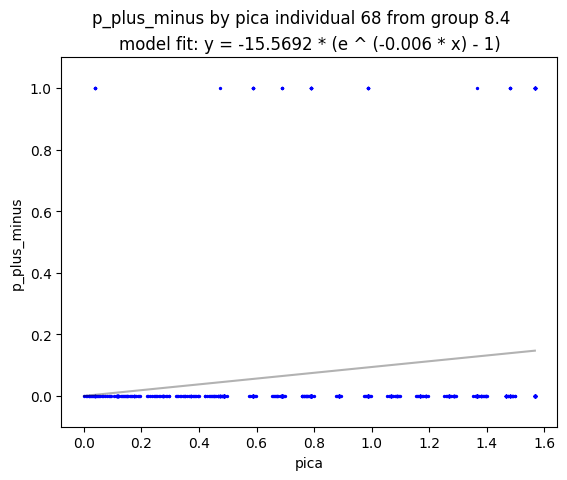 p_plus_minus by pica individual 68 from group 8.4
model fit: y = -15.5692 * (e ^ (-0.006 * x) - 1)
1.0
0.8
0.6
0.4
0.2
0.0
p_plus_minus
0.0 0.2 0.4 0.6 0.8 1.0 1.2 1.4 1.6
pica